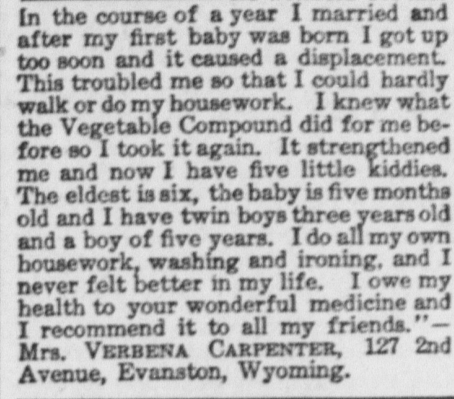 In the course of a year I married and
after my first baby was born I got up
too soon and it caused a displacement.
This troubled me so that I could hardly
walk or do my housework. I knew what
the Vegetable Compound did for me be-
fore so I took it again. It strengthened
me and now I have five little kiddies.
The eldest is six, the baby is five months
old and I have twin boys three years old
and a boy of five years. I do all my own
housework, washing and ironing, and I
never felt better in my life. I owe my
health to your wonderful medicine and
I recommend it to all my friends."—
Mrs. VERBENA CARPENTER, 127 2nd
Avenue, Evanston, Wyoming.